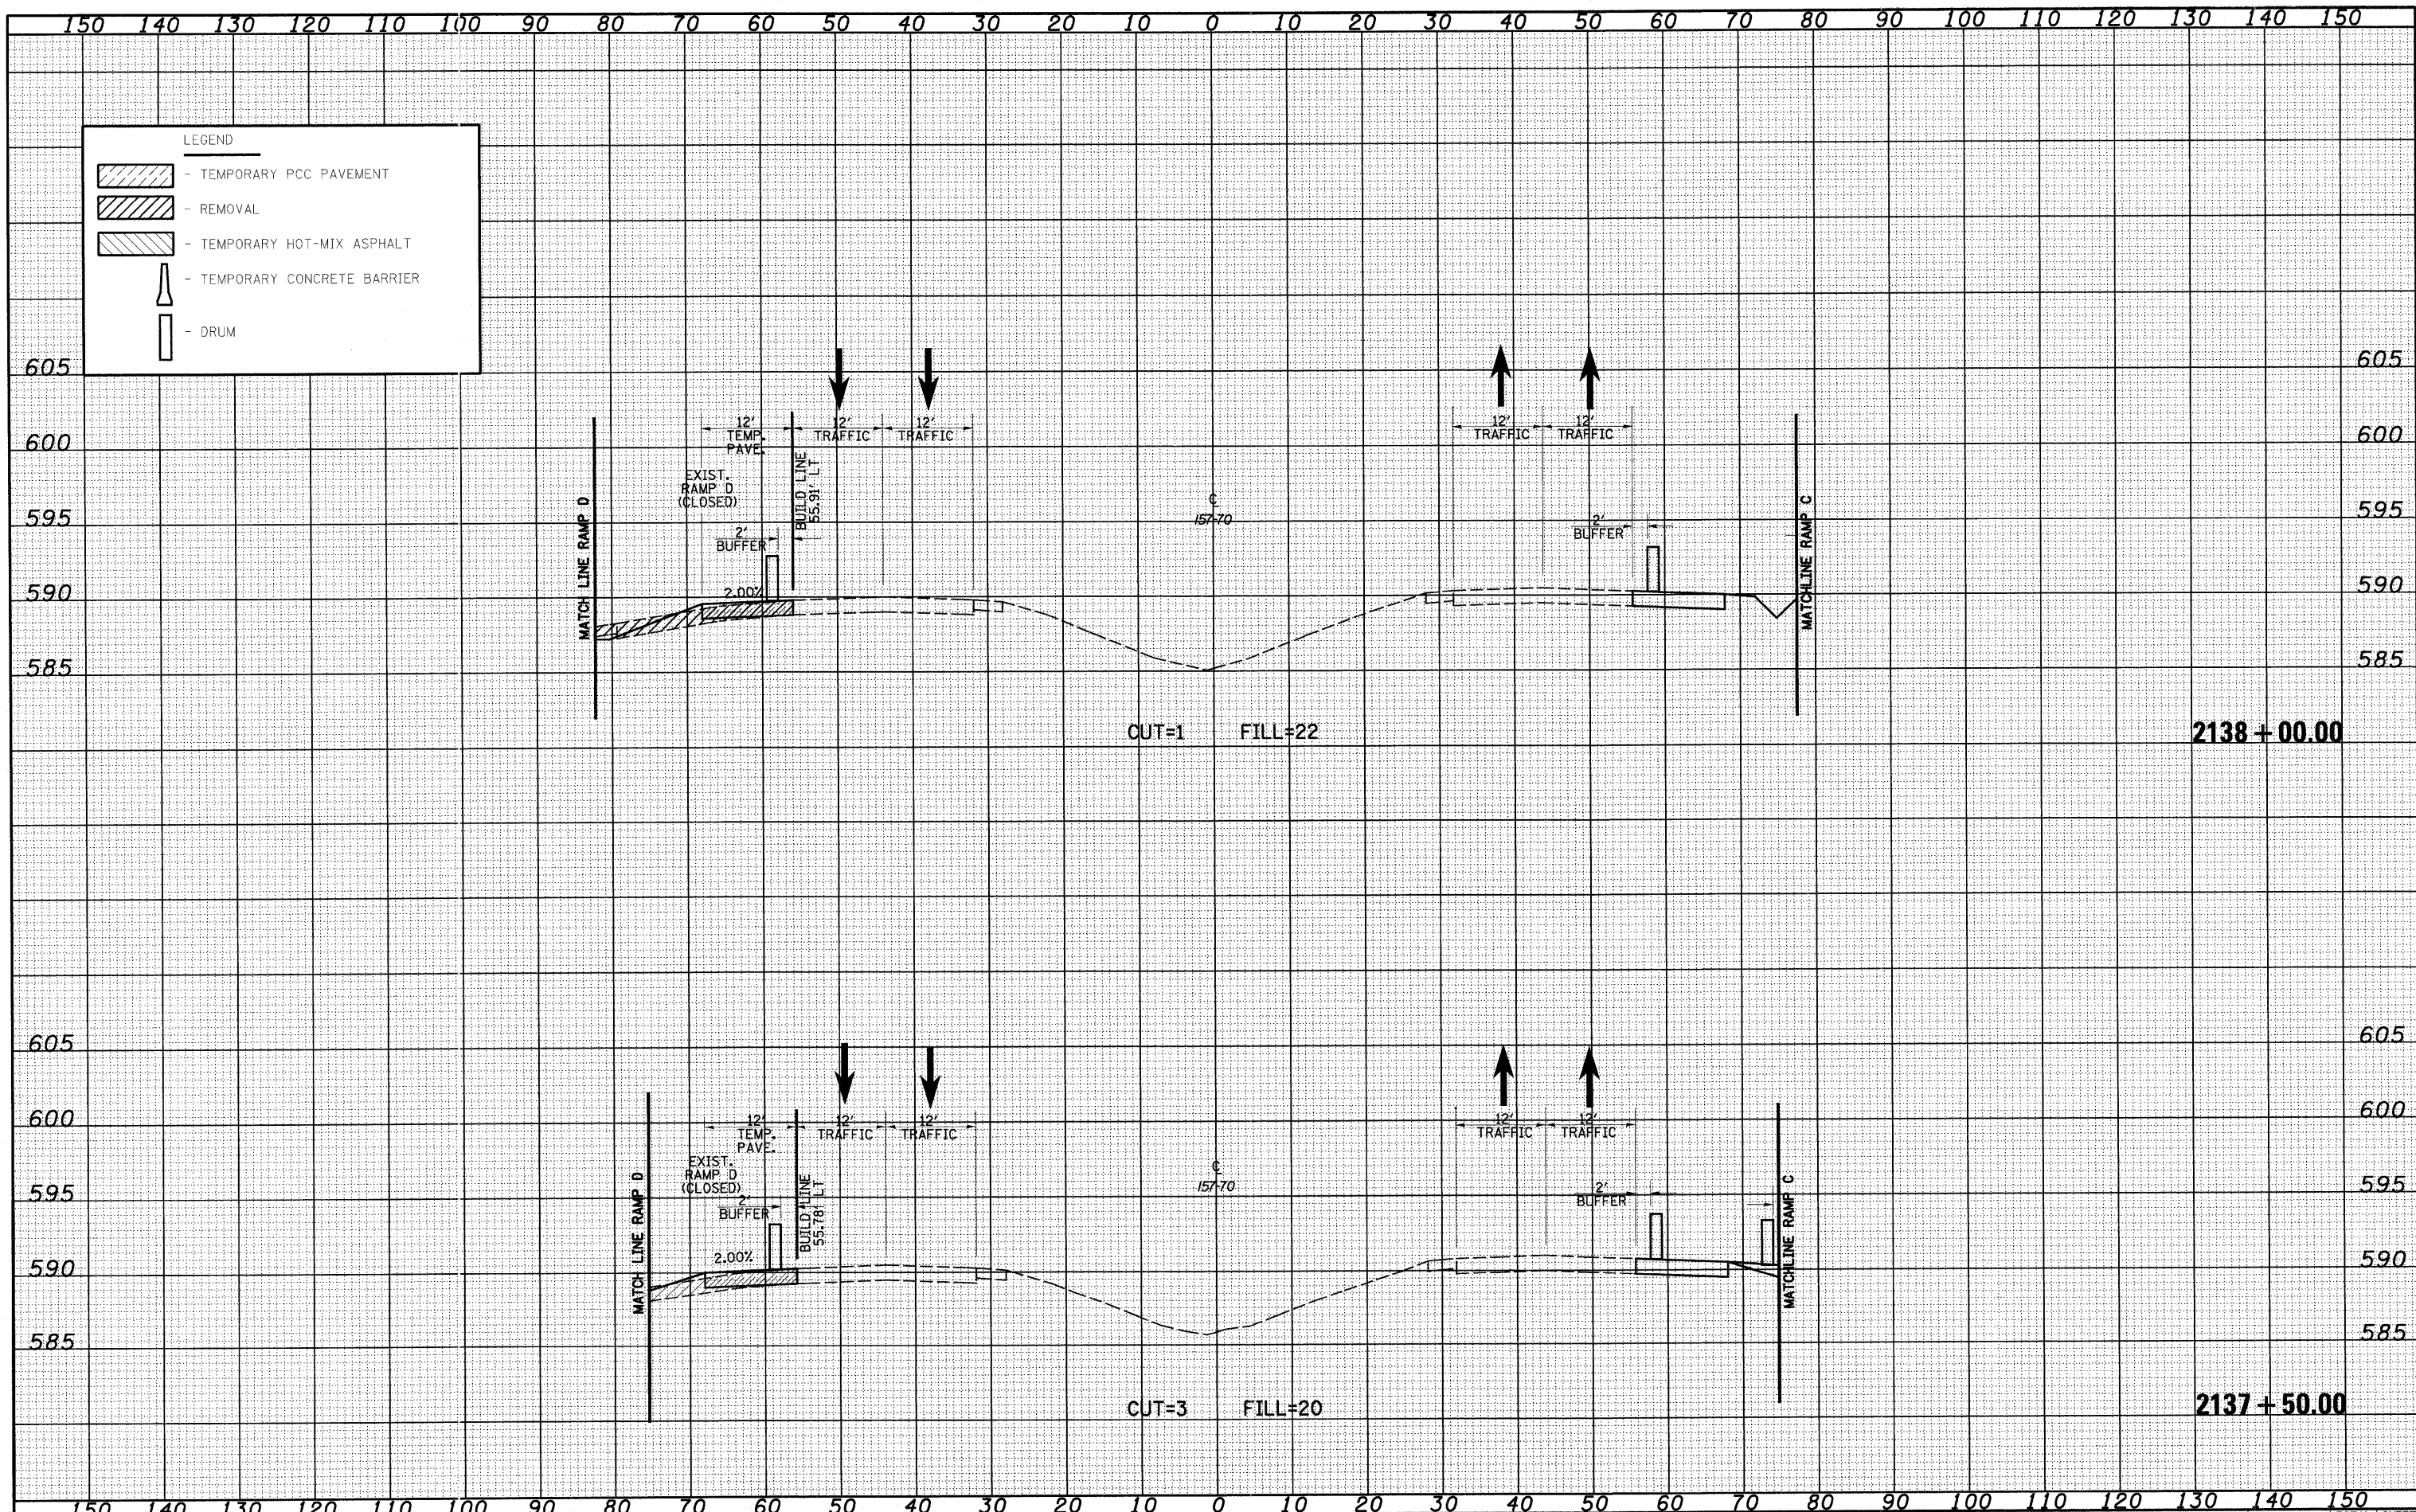 150 140 130 120 110 100 90 80 70 60 50 40 30 20 10 0 10 20 30 40 50 60 70 80 90 100 110 120 130 140 150
LEGEND
- TEMPORARY PCC PAVEMENT
- REMOVAL
- TEMPORARY HOT-MIX ASPHALT
- TEMPORARY CONCRETE BARRIER
- DRUM
605 605
12' 12' 12' 12' 12'
TEMP. TRAFFIC TRAFFIC TRAFFIC TRAFFIC
PAVE.
600 600
EXIST.
RAMP D
(CLOSED)
MATCH LINE RAMP D
BUILD LINE
55.91' LT
℄
157-70
MATCHLINE RAMP C
595 595
2' 2'
BUFFER BUFFER
2.00%
590 590
585 585
CUT=1 FILL=22
2138 + 00.00
605 605
12' 12' 12' 12' 12'
TEMP. TRAFFIC TRAFFIC TRAFFIC TRAFFIC
PAVE.
600 600
EXIST.
RAMP D
(CLOSED)
MATCH LINE RAMP D
BUILD LINE
55.78' LT
℄
157-70
MATCHLINE RAMP C
595 595
2' 2'
BUFFER BUFFER
2.00%
590 590
585 585
CUT=3 FILL=20
2137 + 50.00
150 140 130 120 110 100 90 80 70 60 50 40 30 20 10 0 10 20 30 40 50 60 70 80 90 100 110 120 130 140 150